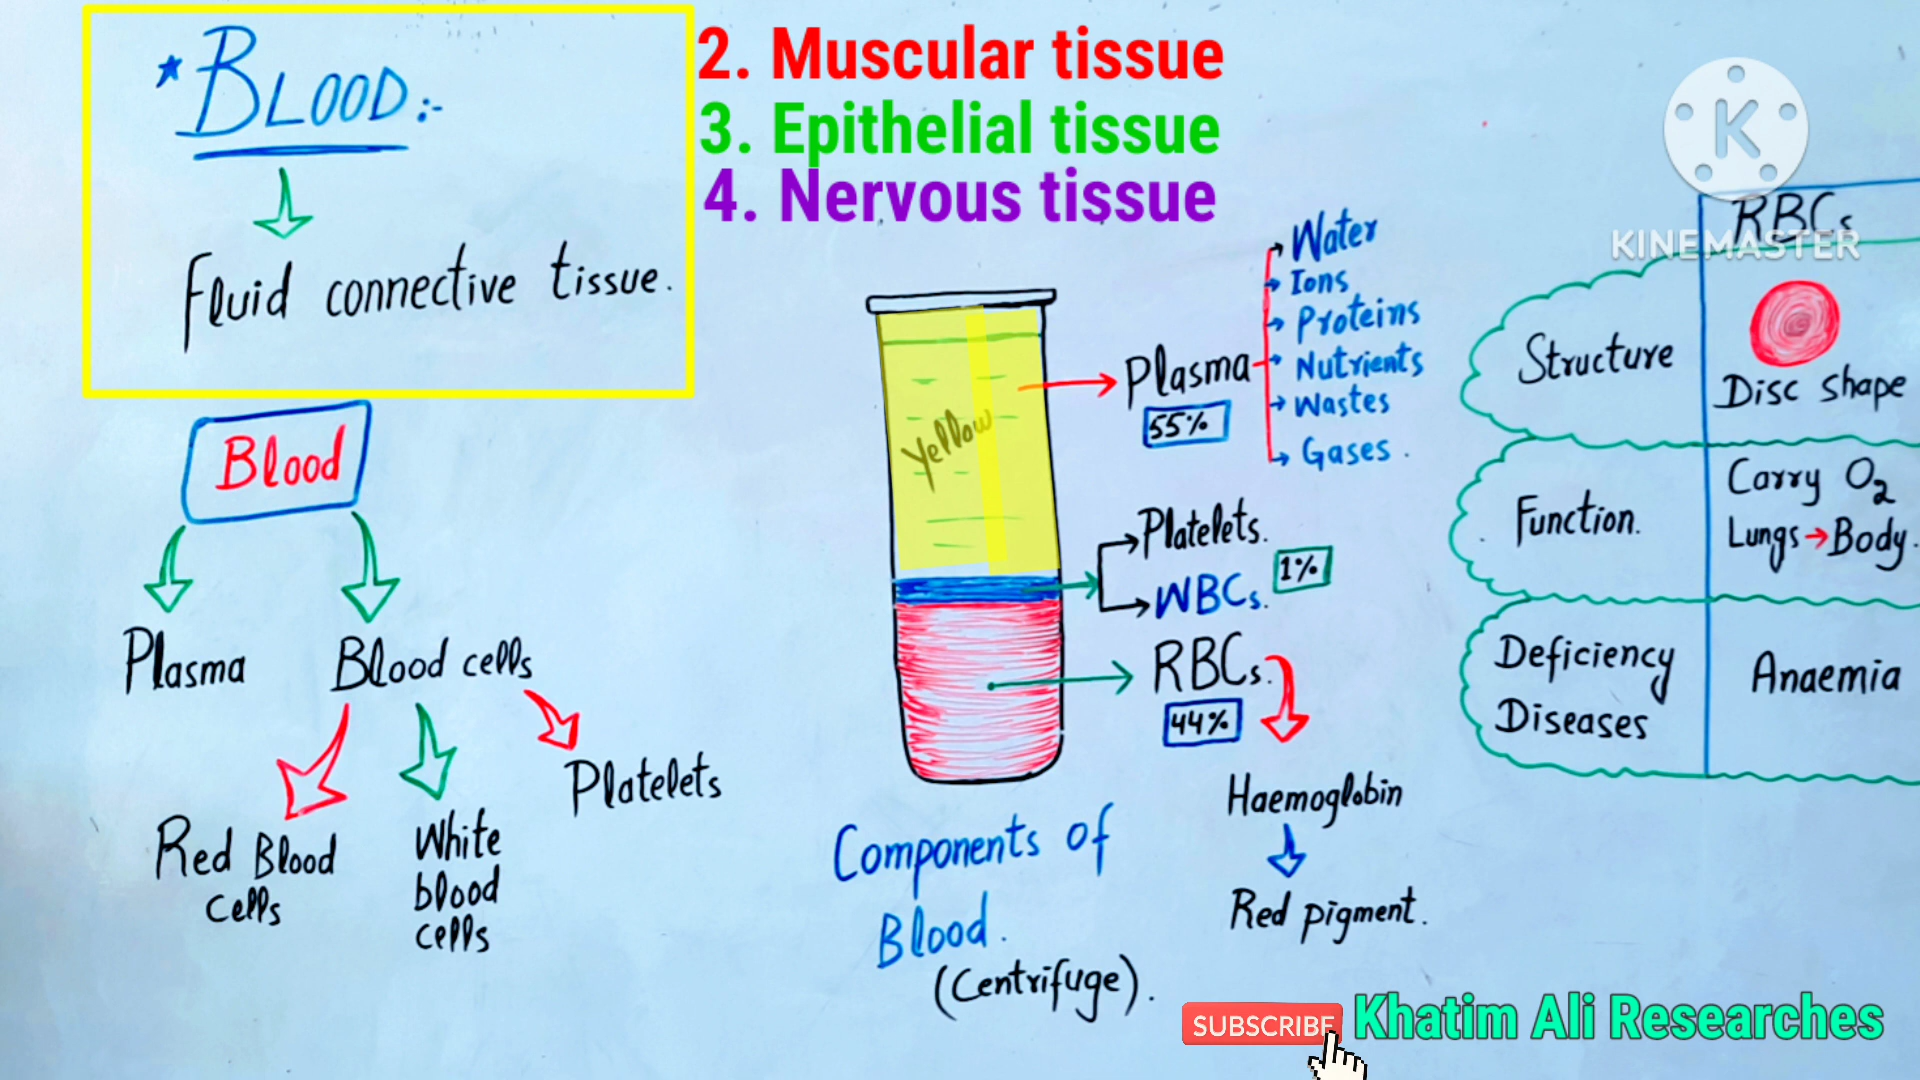 * BLOOD:-
Fluid connective tissue.
2. Muscular tissue
3. Epithelial tissue
4. Nervous tissue
Blood
Plasma
Blood cells
Red Blood
cells
White
blood
cells
Platelets
Yellow
Plasma
55%
Water
Ions
Proteins
Nutrients
Wastes
Gases.
Platelets.
WBCs.
1%
RBCs.
44%
Haemoglobin
Red pigment.
Components of
Blood.
(Centrifuge).
K
KINEMASTER
RBCs
Structure
Disc shape
Function.
Carry O2
Lungs → Body.
Deficiency
Diseases
Anaemia
SUBSCRIBE
Khatim Ali Researches